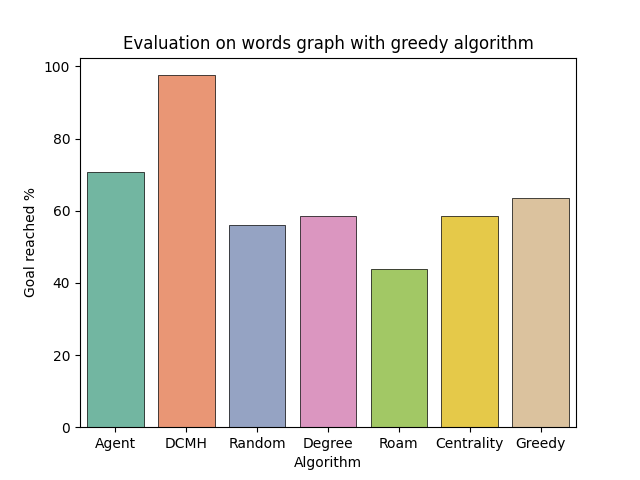 Evaluation on words graph with greedy algorithm
100
80
60
40
20
0
Goal reached %
Agent DCMH Random Degree Roam Centrality Greedy
Algorithm